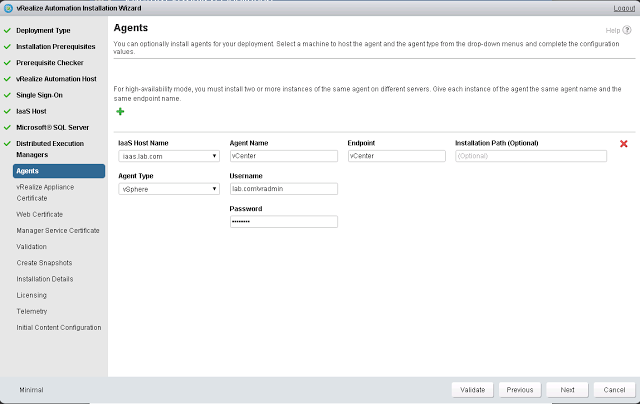 vRealize Automation Installation Wizard
Logout
Deployment Type
Installation Prerequisites
Prerequisite Checker
vRealize Automation Host
Single Sign-On
IaaS Host
Microsoft® SQL Server
Distributed Execution
Managers
Agents
vRealize Appliance
Certificate
Web Certificate
Manager Service Certificate
Validation
Create Snapshots
Installation Details
Licensing
Telemetry
Initial Content Configuration
Agents
Help ?
You can optionally install agents for your deployment. Select a machine to host the agent and the agent type from the drop-down menus and complete the configuration
values.
For high-availability mode, you must install two or more instances of the same agent on different servers. Give each instance of the agent the same agent name and the
same endpoint name.
IaaS Host Name
Agent Name
Endpoint
Installation Path (Optional)
iaas.lab.com
vCenter
vCenter
(Optional)
Agent Type
Username
vSphere
lab.com\vradmin
Password
••••••••
Minimal
Validate
Previous
Next
Cancel